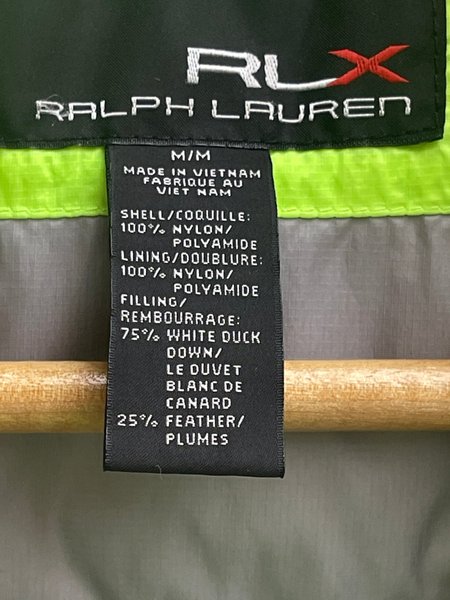 RLX
RALPH LAUREN
M/M
MADE IN VIETNAM
FABRIQUE AU
VIET NAM
SHELL/COQUILLE:
100% NYLON/
POLYAMIDE
LINING/DOUBLURE:
100% NYLON/
POLYAMIDE
FILLING/
REMBOURRAGE:
75% WHITE DUCK
DOWN/
LE DUVET
BLANC DE
CANARD
25% FEATHER/
PLUMES